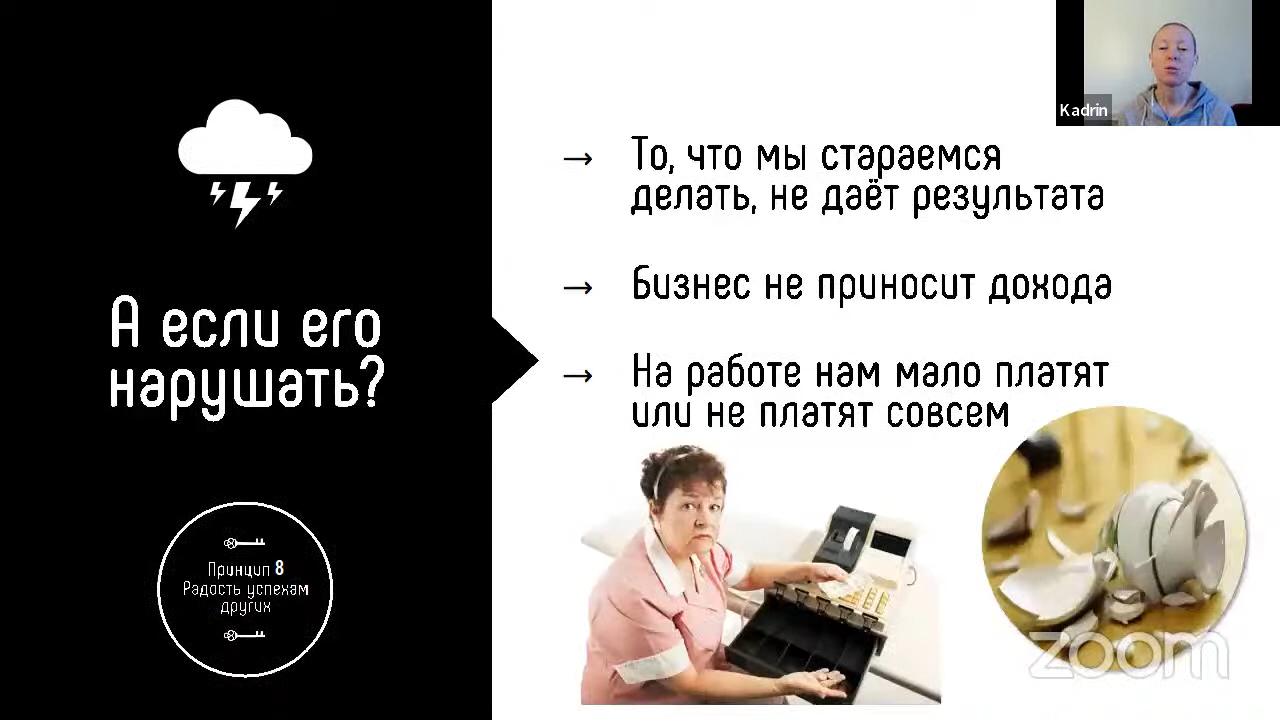 Kadrin
→ То, что мы стараемся
делать, не даёт результата
→ Бизнес не приносит дохода
→ На работе нам мало платят
или не платят совсем
А если его
нарушать?
Принцип 8
Радость успехам
других
zoom